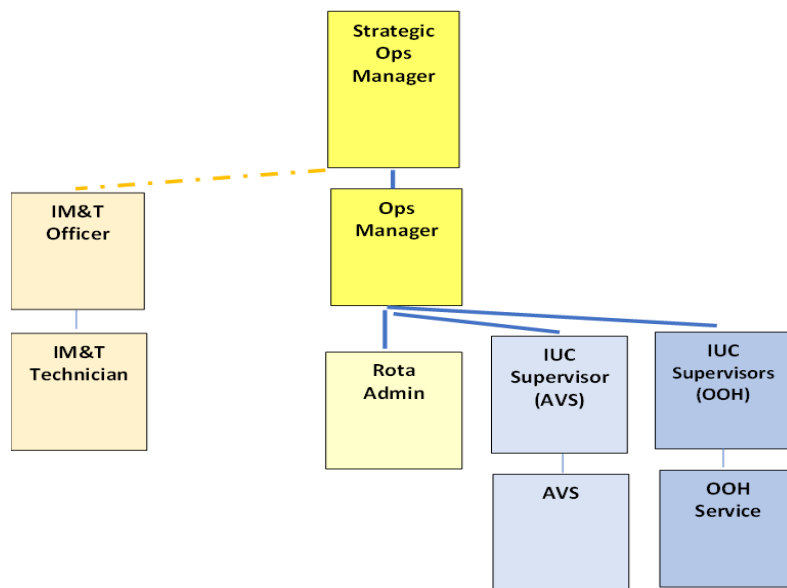 Strategic
Ops
Manager
IM&T
Officer
Ops
Manager
IM&T
Technician
Rota
Admin
IUC
Supervisor
(AVS)
IUC
Supervisors
(OOH)
AVS
OOH
Service